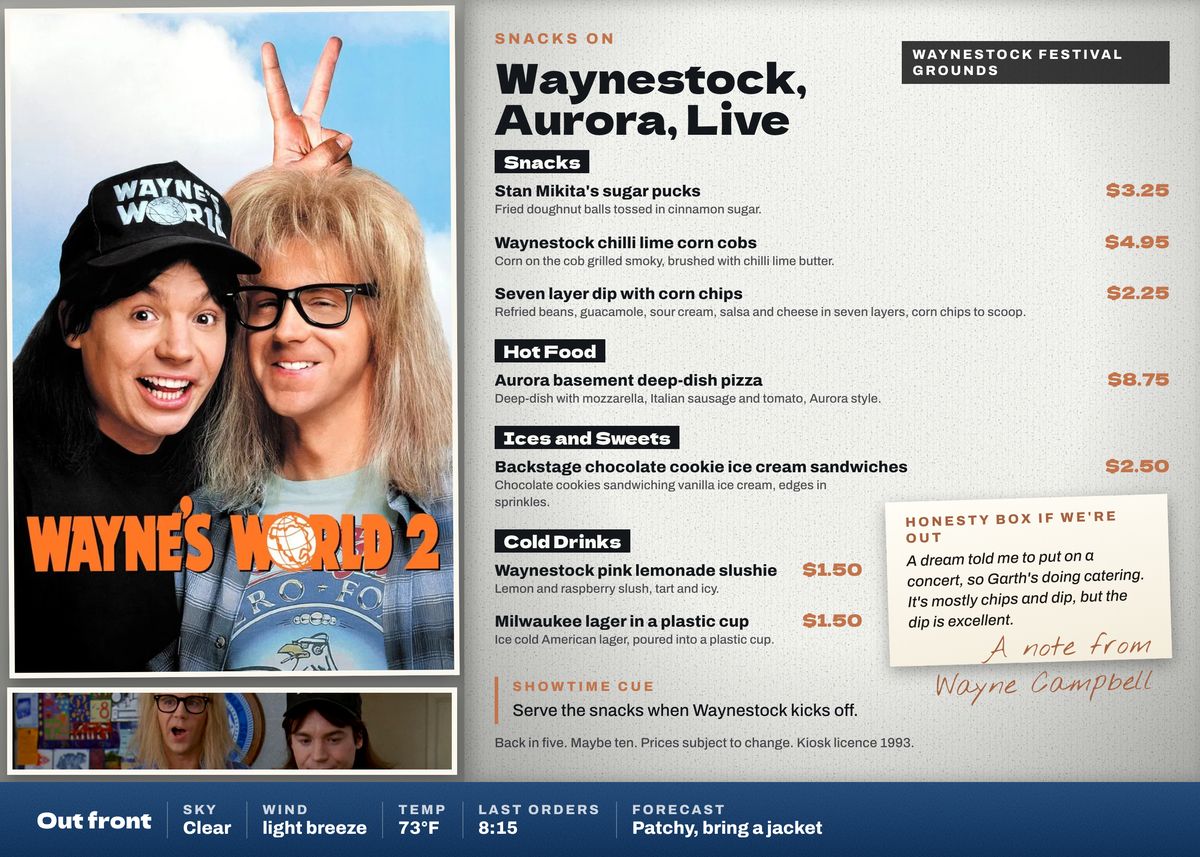 WAYNE'S
WORLD
WAYNE'S WORLD 2
SNACKS ON
Waynestock,
Aurora, Live
WAYNESTOCK FESTIVAL
GROUNDS
Snacks
Stan Mikita's sugar pucks $3.25
Fried doughnut balls tossed in cinnamon sugar.
Waynestock chilli lime corn cobs $4.95
Corn on the cob grilled smoky, brushed with chilli lime butter.
Seven layer dip with corn chips $2.25
Refried beans, guacamole, sour cream, salsa and cheese in seven layers, corn chips to scoop.
Hot Food
Aurora basement deep-dish pizza $8.75
Deep-dish with mozzarella, Italian sausage and tomato, Aurora style.
Ices and Sweets
Backstage chocolate cookie ice cream sandwiches $2.50
Chocolate cookies sandwiching vanilla ice cream, edges in
sprinkles.
Cold Drinks
Waynestock pink lemonade slushie $1.50
Lemon and raspberry slush, tart and icy.
Milwaukee lager in a plastic cup $1.50
Ice cold American lager, poured into a plastic cup.
HONESTY BOX IF WE'RE
OUT
A dream told me to put on a
concert, so Garth's doing catering.
It's mostly chips and dip, but the
dip is excellent.
A note from
Wayne Campbell
SHOWTIME CUE
Serve the snacks when Waynestock kicks off.
Back in five. Maybe ten. Prices subject to change. Kiosk licence 1993.
Out front
SKY
Clear
WIND
light breeze
TEMP
73°F
LAST ORDERS
8:15
FORECAST
Patchy, bring a jacket